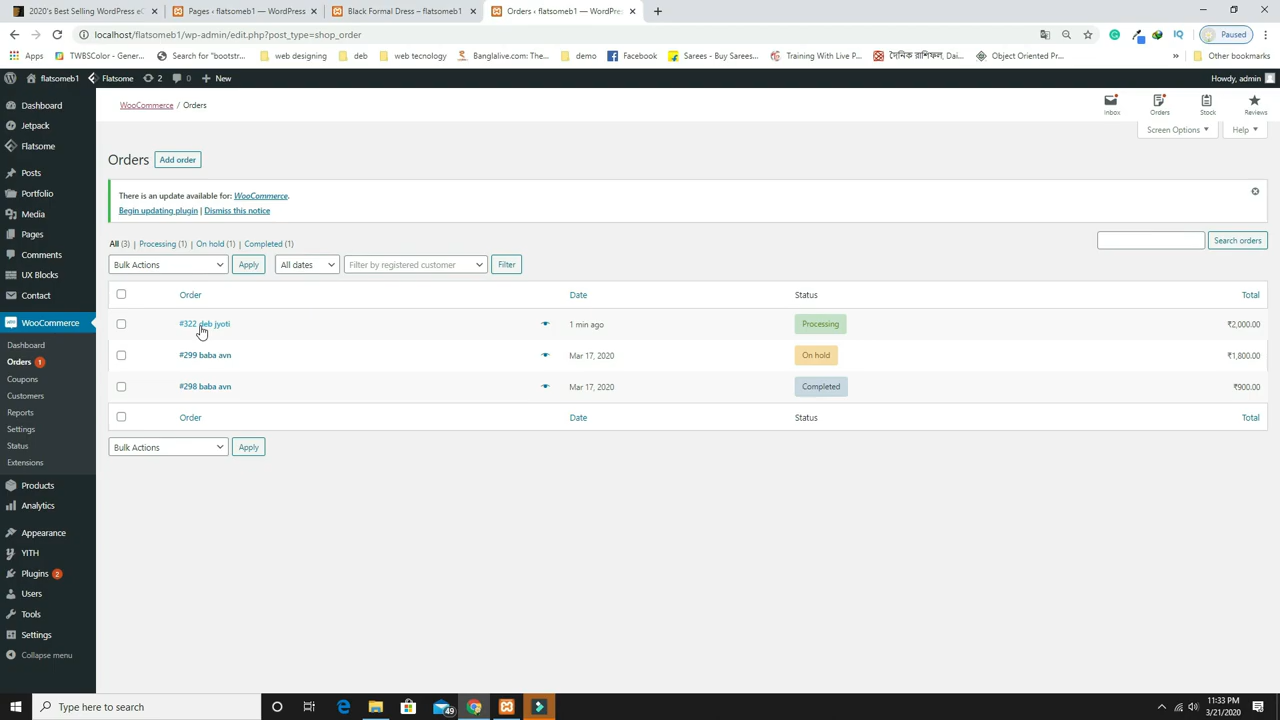 2020's Best Selling WordPress eC
Pages ‹ flatsomeb1 — WordPress
Black Formal Dress – flatsomeb1
Orders ‹ flatsomeb1 — WordPres
localhost/flatsomeb1/wp-admin/edit.php?post_type=shop_order
Paused
Apps
TWBSColor - Gener...
Search for "bootstr...
web designing
deb
web tecnology
Banglalive.com=The...
demo
Facebook
Sarees - Buy Sarees...
Training With Live P...
দৈনিক রাশিফল, Dai...
Object Oriented Pr...
»
Other bookmarks
flatsomeb1
Flatsome
2
0
+ New
Howdy, admin
Dashboard
Jetpack
Flatsome
Posts
Portfolio
Media
Pages
Comments
UX Blocks
Contact
WooCommerce
Dashboard
Orders 1
Coupons
Customers
Reports
Settings
Status
Extensions
Products
Analytics
Appearance
YITH
Plugins 2
Users
Tools
Settings
Collapse menu
WooCommerce / Orders
Inbox
Orders
Stock
Reviews
Screen Options
Help
Orders
Add order
There is an update available for: WooCommerce.
Begin updating plugin | Dismiss this notice
All (3) | Processing (1) | On hold (1) | Completed (1)
Search orders
Bulk Actions
Apply
All dates
Filter by registered customer
Filter
Order Date Status Total
#322 deb jyoti 1 min ago Processing ₹2,000.00
#299 baba avn Mar 17, 2020 On hold ₹1,800.00
#298 baba avn Mar 17, 2020 Completed ₹900.00
Order Date Status Total
Bulk Actions
Apply
Type here to search
49
11:33 PM
3/21/2020